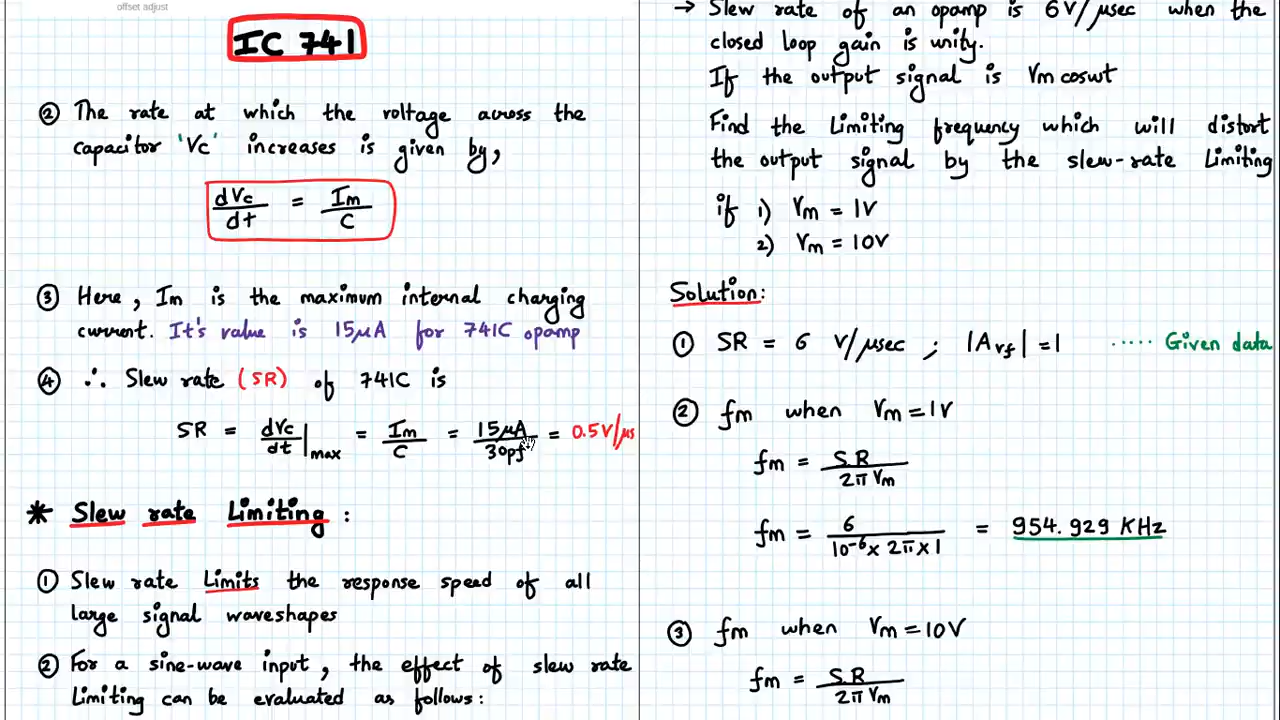 offset adjust
IC 741
② The rate at which the voltage across the
capacitor 'Vc' increases is given by,
dVc/dt = Im/C
③ Here, Im is the maximum internal charging
current. It's value is 15μA for 741C opamp
④ ∴ Slew rate (SR) of 741C is
SR = dVc/dt|max = Im/C = 15μA/30pf = 0.5V/μs
* Slew rate Limiting :
① Slew rate Limits the response speed of all
large signal waveshapes
② For a sine-wave input, the effect of slew rate
Limiting can be evaluated as follows:
→ Slew rate of an opamp is 6V/μsec when the
closed loop gain is unity.
If the output signal is Vm coswt
Find the Limiting frequency which will distort
the output signal by the slew-rate Limiting
if 1) Vm = 1V
2) Vm = 10V
Solution:
① SR = 6 V/μsec ; |Avf| = 1 ····· Given data
② fm when Vm = 1V
fm = S.R/2π Vm
fm = 6/10⁻⁶ x 2π x 1 = 954.929 KHz
③ fm when Vm = 10V
fm = S.R/2π Vm